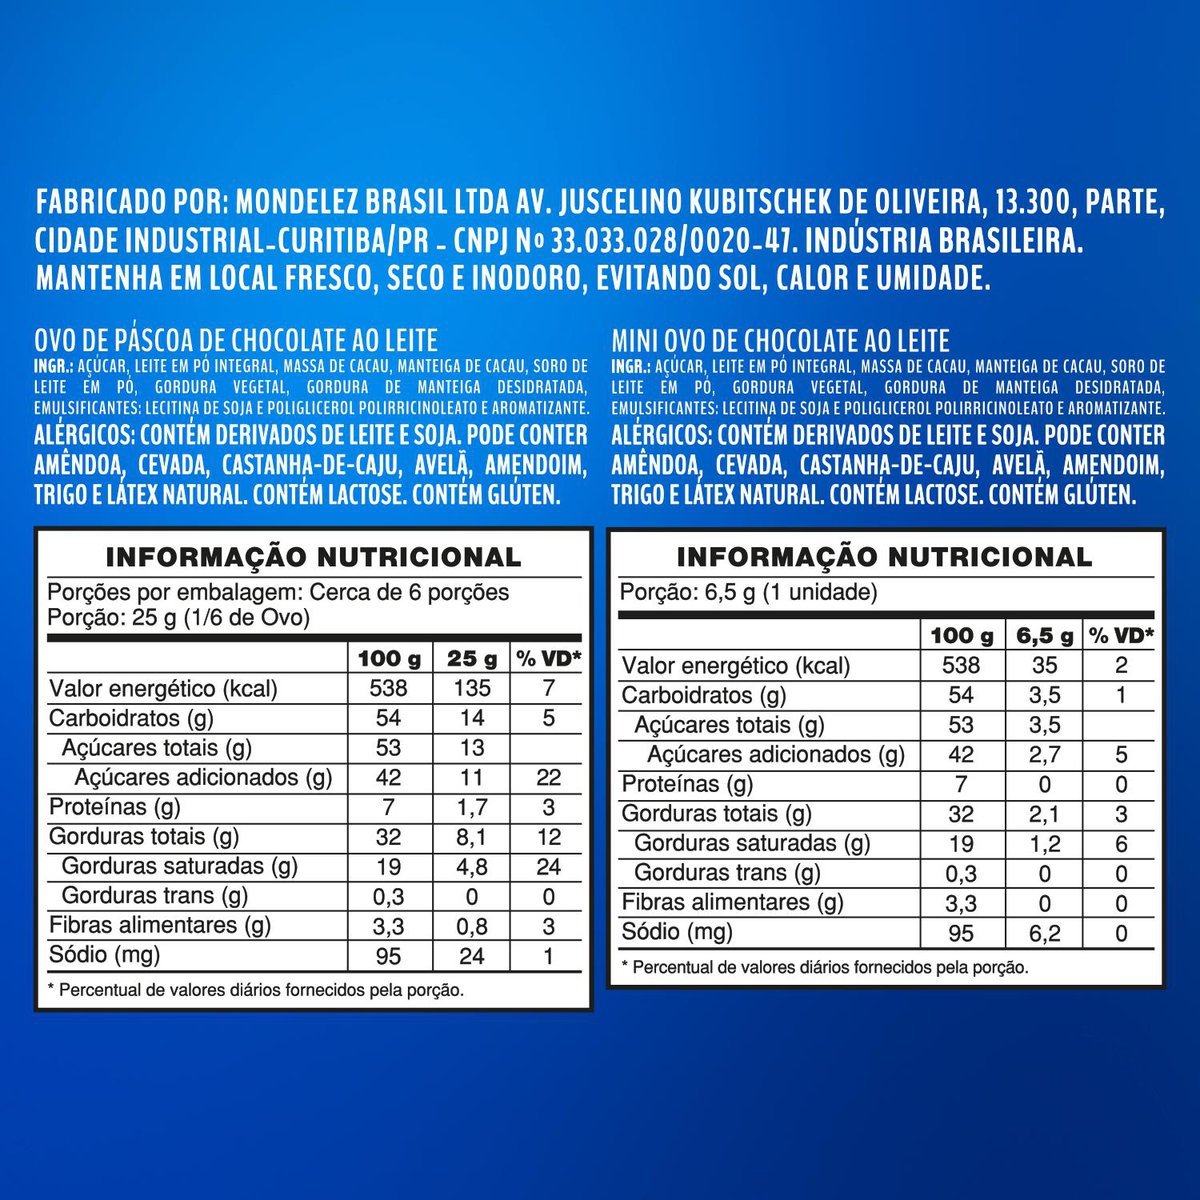 FABRICADO POR: MONDELEZ BRASIL LTDA AV. JUSCELINO KUBITSCHEK DE OLIVEIRA, 13.300, PARTE,
CIDADE INDUSTRIAL-CURITIBA/PR - CNPJ Nº 33.033.028/0020-47. INDÚSTRIA BRASILEIRA.
MANTENHA EM LOCAL FRESCO, SECO E INODORO, EVITANDO SOL, CALOR E UMIDADE.
OVO DE PÁSCOA DE CHOCOLATE AO LEITE
INGR.: AÇÚCAR, LEITE EM PÓ INTEGRAL, MASSA DE CACAU, MANTEIGA DE CACAU, SORO DE
LEITE EM PÓ, GORDURA VEGETAL, GORDURA DE MANTEIGA DESIDRATADA,
EMULSIFICANTES: LECITINA DE SOJA E POLIGLICEROL POLIRRICINOLEATO E AROMATIZANTE.
ALÉRGICOS: CONTÉM DERIVADOS DE LEITE E SOJA. PODE CONTER
AMÊNDOA, CEVADA, CASTANHA-DE-CAJU, AVELÃ, AMENDOIM,
TRIGO E LÁTEX NATURAL. CONTÉM LACTOSE. CONTÉM GLÚTEN.
INFORMAÇÃO NUTRICIONAL
Porções por embalagem: Cerca de 6 porções
Porção: 25 g (1/6 de Ovo)
100 g 25 g % VD*
Valor energético (kcal) 538 135 7
Carboidratos (g) 54 14 5
Açúcares totais (g) 53 13
Açúcares adicionados (g) 42 11 22
Proteínas (g) 7 1,7 3
Gorduras totais (g) 32 8,1 12
Gorduras saturadas (g) 19 4,8 24
Gorduras trans (g) 0,3 0 0
Fibras alimentares (g) 3,3 0,8 3
Sódio (mg) 95 24 1
* Percentual de valores diários fornecidos pela porção.
MINI OVO DE CHOCOLATE AO LEITE
INGR.: AÇÚCAR, LEITE EM PÓ INTEGRAL, MASSA DE CACAU, MANTEIGA DE CACAU, SORO DE
LEITE EM PÓ, GORDURA VEGETAL, GORDURA DE MANTEIGA DESIDRATADA,
EMULSIFICANTES: LECITINA DE SOJA E POLIGLICEROL POLIRRICINOLEATO E AROMATIZANTE.
ALÉRGICOS: CONTÉM DERIVADOS DE LEITE E SOJA. PODE CONTER
AMÊNDOA, CEVADA, CASTANHA-DE-CAJU, AVELÃ, AMENDOIM,
TRIGO E LÁTEX NATURAL. CONTÉM LACTOSE. CONTÉM GLÚTEN.
INFORMAÇÃO NUTRICIONAL
Porção: 6,5 g (1 unidade)
100 g 6,5 g % VD*
Valor energético (kcal) 538 35 2
Carboidratos (g) 54 3,5 1
Açúcares totais (g) 53 3,5
Açúcares adicionados (g) 42 2,7 5
Proteínas (g) 7 0 0
Gorduras totais (g) 32 2,1 3
Gorduras saturadas (g) 19 1,2 6
Gorduras trans (g) 0,3 0 0
Fibras alimentares (g) 3,3 0 0
Sódio (mg) 95 6,2 0
* Percentual de valores diários fornecidos pela porção.